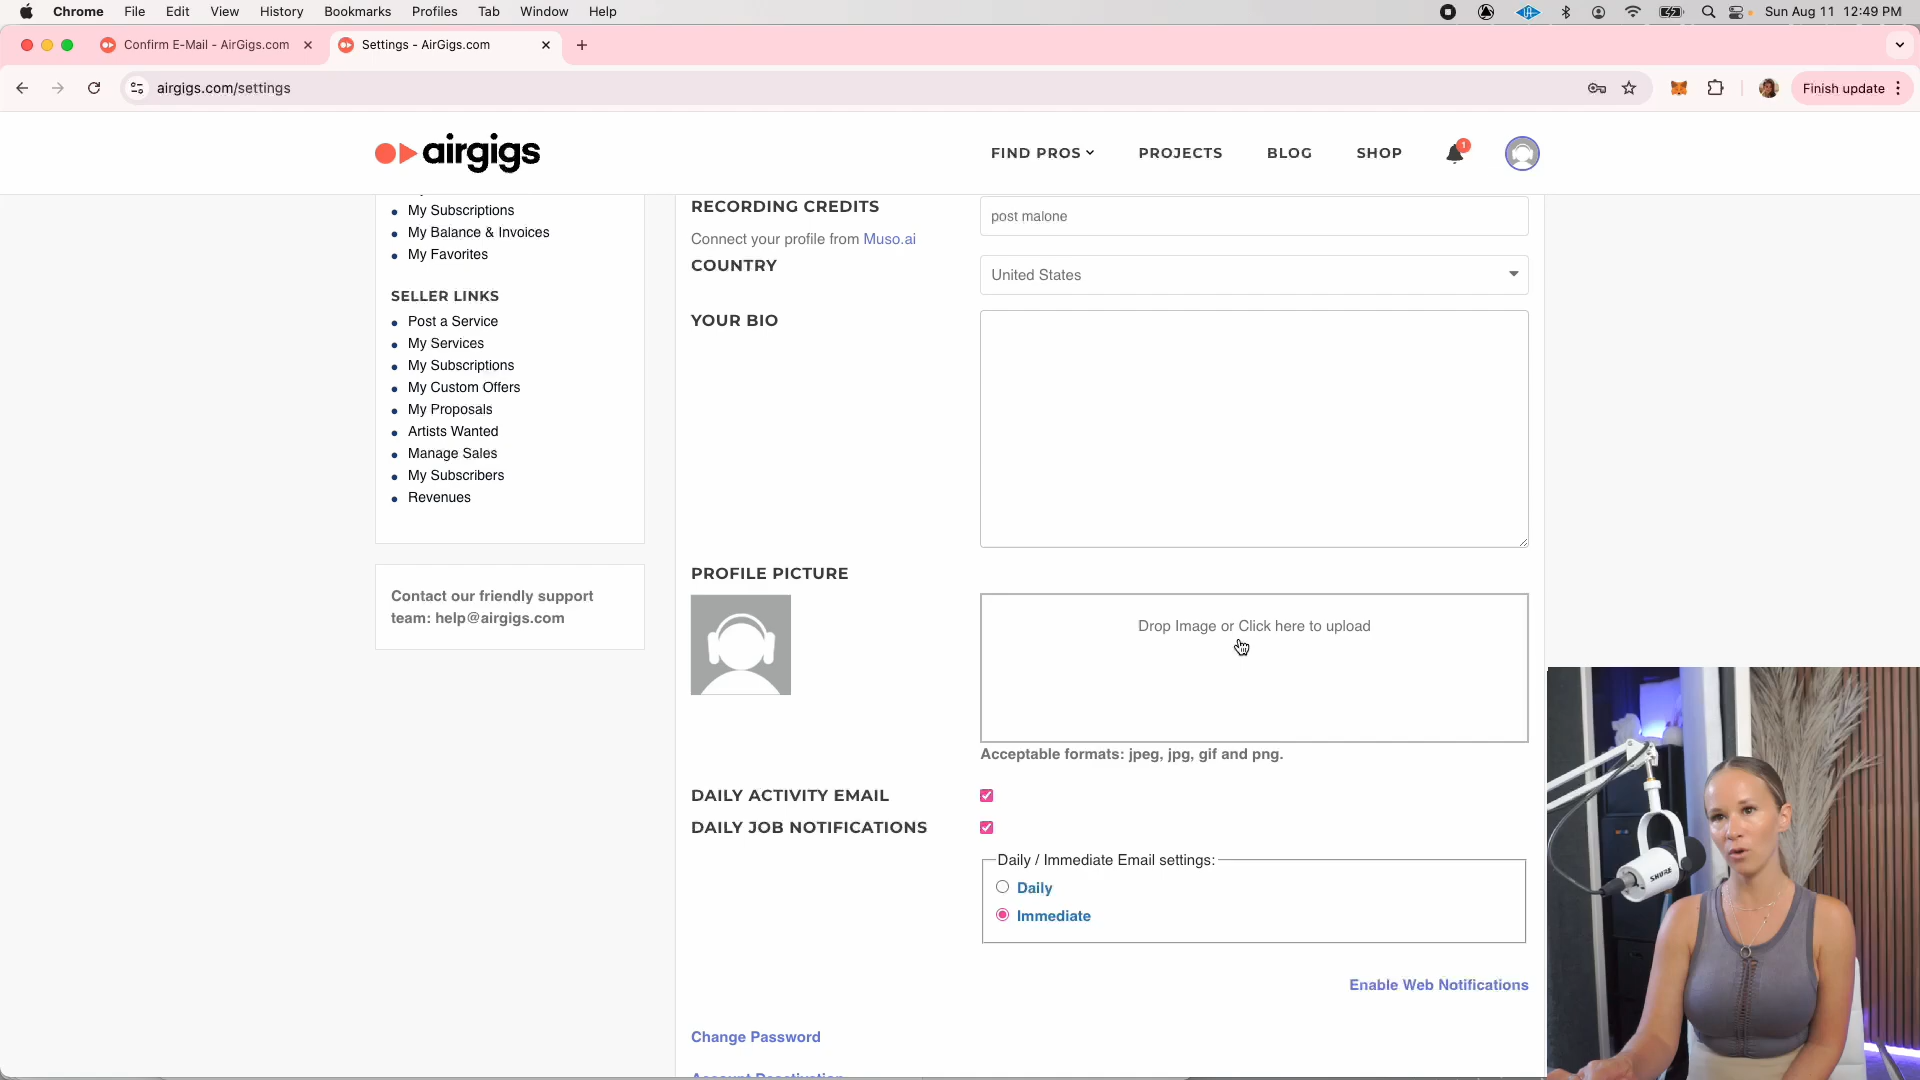 Chrome File Edit View History Bookmarks Profiles Tab Window Help Sun Aug 11 12:49 PM
Confirm E-Mail - AirGigs.com Settings - AirGigs.com
airgigs.com/settings Finish update
airgigs FIND PROS PROJECTS BLOG SHOP 1
My Subscriptions
My Balance & Invoices
My Favorites
SELLER LINKS
Post a Service
My Services
My Subscriptions
My Custom Offers
My Proposals
Artists Wanted
Manage Sales
My Subscribers
Revenues
Contact our friendly support
team: help@airgigs.com
RECORDING CREDITS
post malone
Connect your profile from Muso.ai
COUNTRY
United States
YOUR BIO
PROFILE PICTURE
Drop Image or Click here to upload
Acceptable formats: jpeg, jpg, gif and png.
DAILY ACTIVITY EMAIL
DAILY JOB NOTIFICATIONS
Daily / Immediate Email settings:
Daily
Immediate
Enable Web Notifications
Change Password
Account Deactivation
SHURE